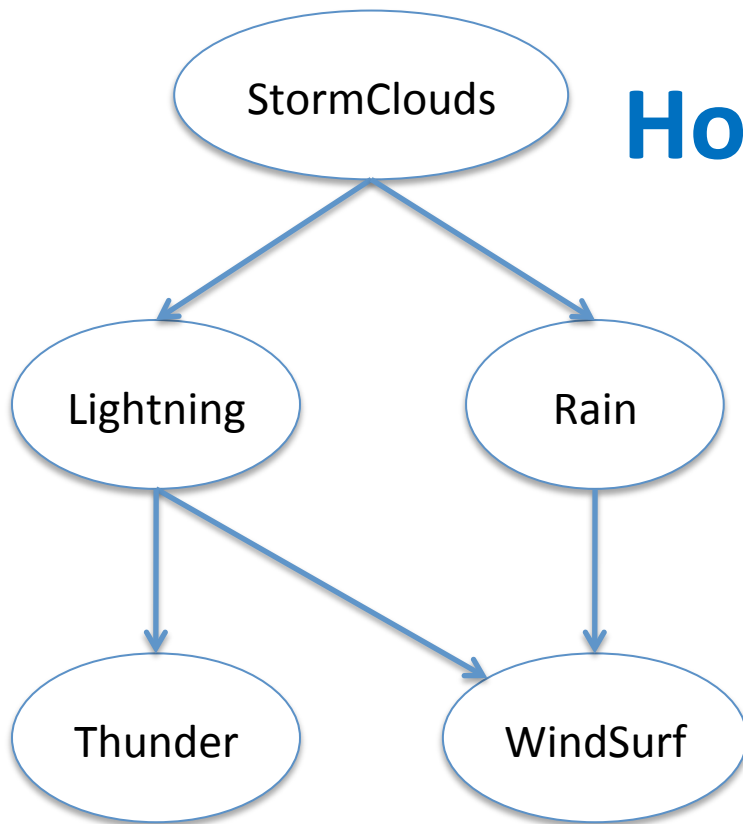 StormClouds
Ho
Lightning
Rain
Thunder
WindSurf